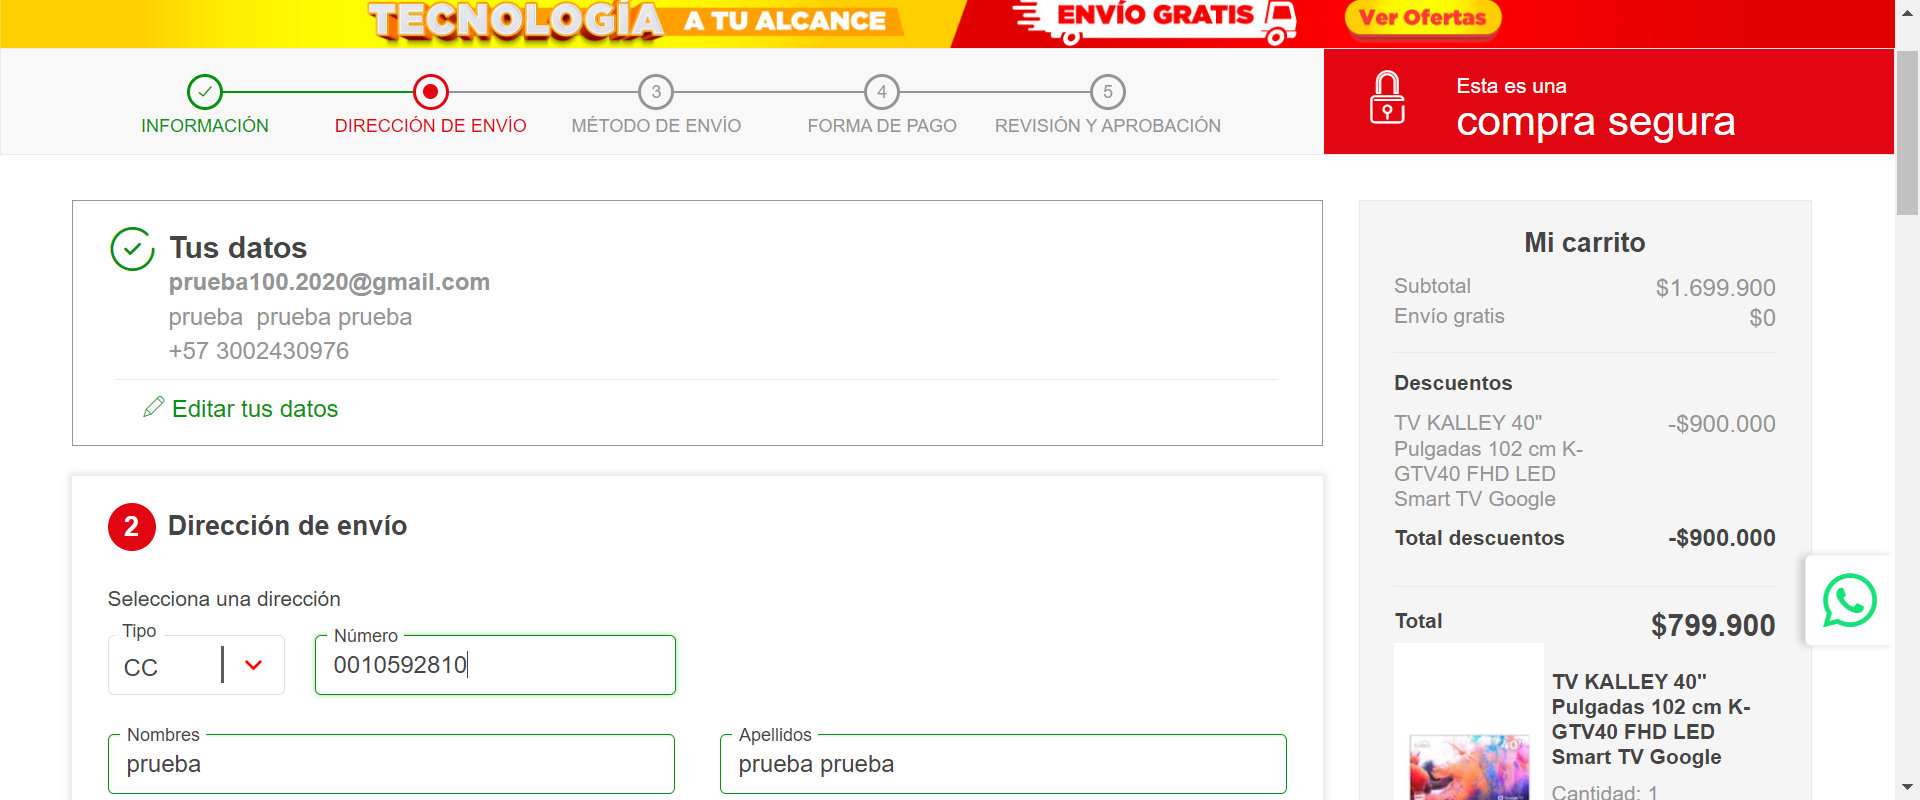 TECNOLOGÍA A TU ALCANCE
ENVÍO GRATIS
Ver Ofertas
3
4
5
INFORMACIÓN
DIRECCIÓN DE ENVÍO
MÉTODO DE ENVÍO
FORMA DE PAGO
REVISIÓN Y APROBACIÓN
Esta es una
compra segura
Tus datos
prueba100.2020@gmail.com
prueba  prueba prueba
+57 3002430976
Editar tus datos
2 Dirección de envío
Selecciona una dirección
Tipo
CC
Número
0010592810
Nombres
prueba
Apellidos
prueba prueba
Mi carrito
Subtotal $1.699.900
Envío gratis $0
Descuentos
TV KALLEY 40" -$900.000
Pulgadas 102 cm K-
GTV40 FHD LED
Smart TV Google
Total descuentos -$900.000
Total $799.900
TV KALLEY 40"
Pulgadas 102 cm K-
GTV40 FHD LED
Smart TV Google
Cantidad: 1